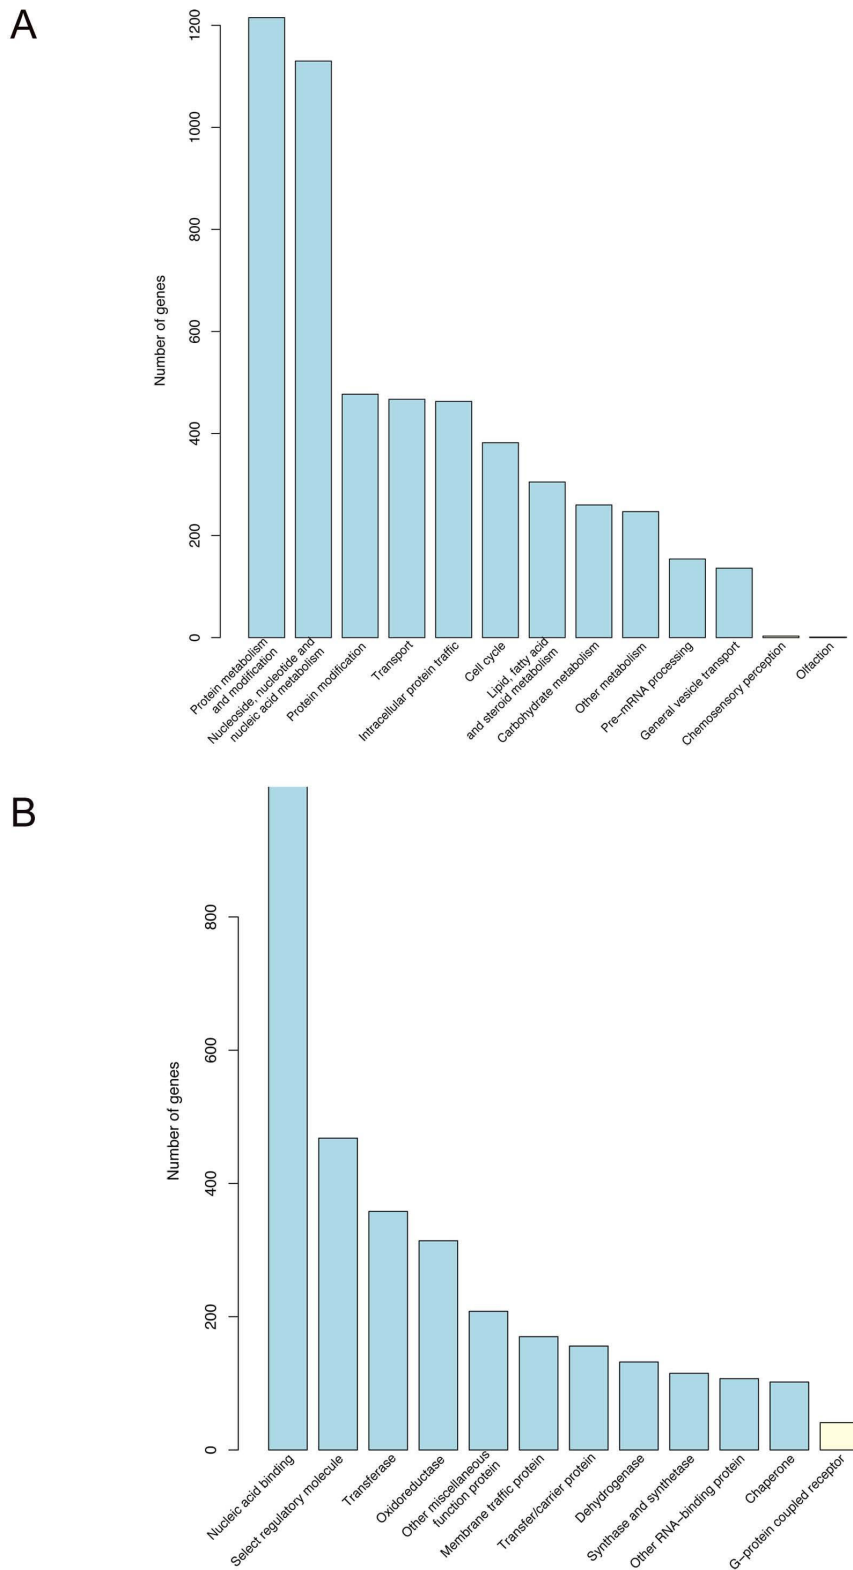 A
1200
1000
800
600
400
200
0
Number of genes
Protein metabolism
and modification
Nucleoside, nucleotide and
nucleic acid metabolism
Protein modification
Transport
Intracellular protein traffic
Cell cycle
Lipid, fatty acid
and steroid metabolism
Carbohydrate metabolism
Other metabolism
Pre−mRNA processing
General vesicle transport
Chemosensory perception
Olfaction
B
800
600
400
200
0
Number of genes
Nucleic acid binding
Select regulatory molecule
Transferase
Oxidoreductase
Other miscellaneous
function protein
Membrane traffic protein
Transfer/carrier protein
Dehydrogenase
Synthase and synthetase
Other RNA−binding protein
Chaperone
G−protein coupled receptor